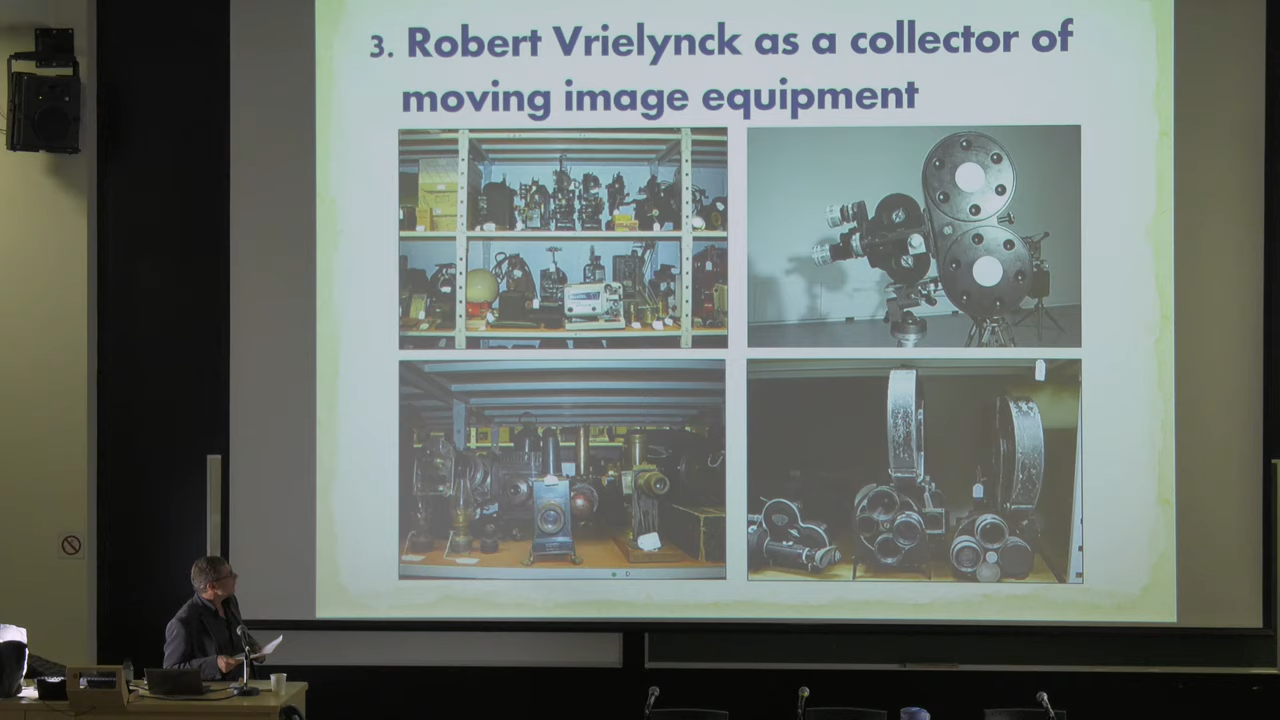 3. Robert Vrielynck as a collector of
moving image equipment